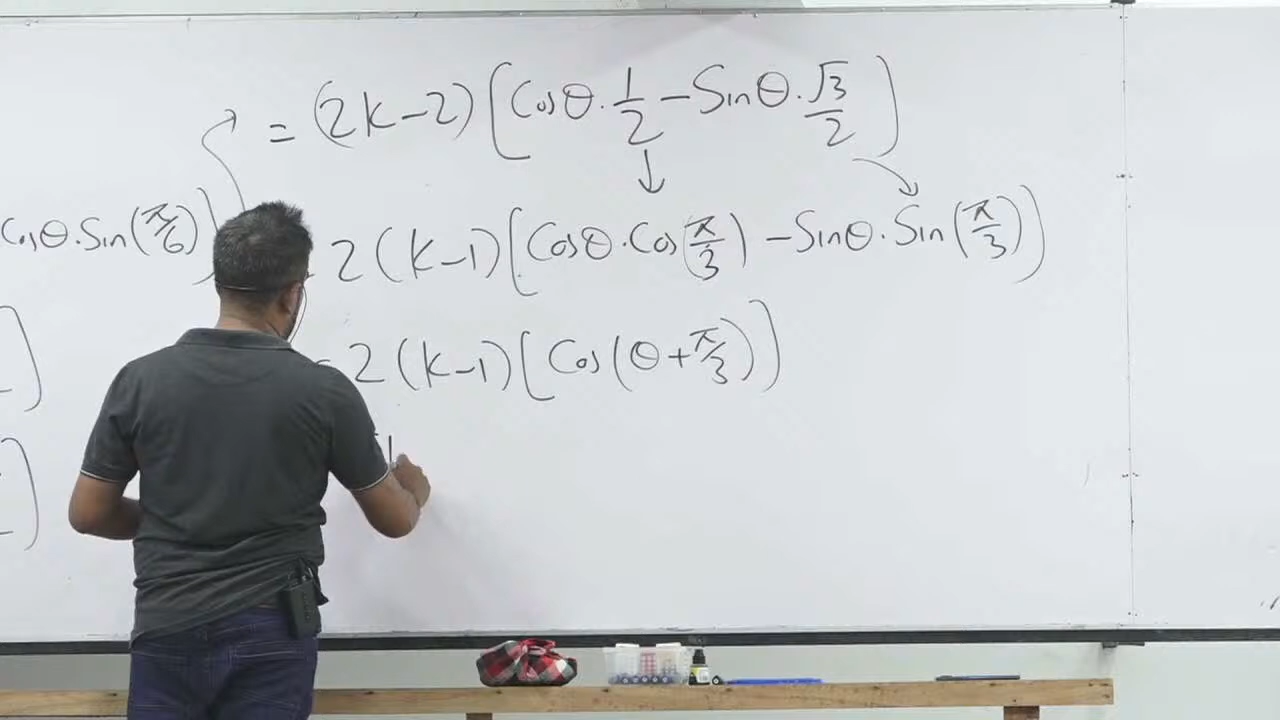 = (2k-2) [Cosθ.1/2 - Sinθ.√3/2]
Cosθ.Sin(π/6))
2(k-1) [Cosθ.Cos(π/3) - Sinθ.Sin(π/3)]
2(k-1) [Cos(θ+π/3)]